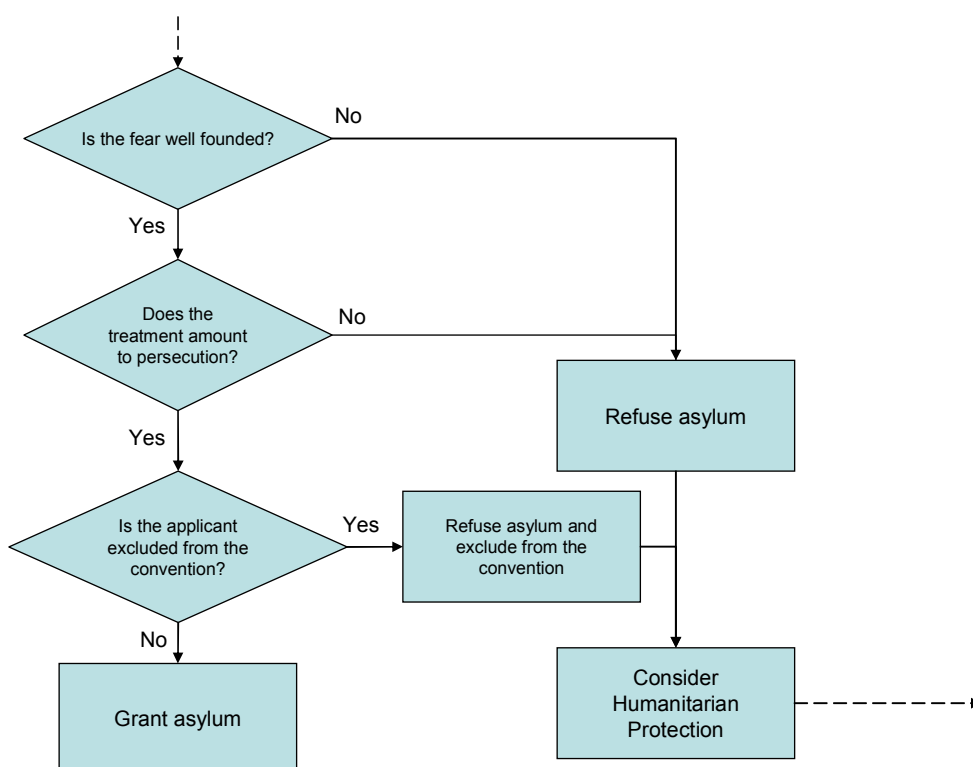 No
Is the fear well founded?
Yes
Does the
treatment amount
to persecution?
No
Refuse asylum
Yes
Is the applicant
excluded from the
convention?
Yes
Refuse asylum and
exclude from the
convention
No
Grant asylum
Consider
Humanitarian
Protection